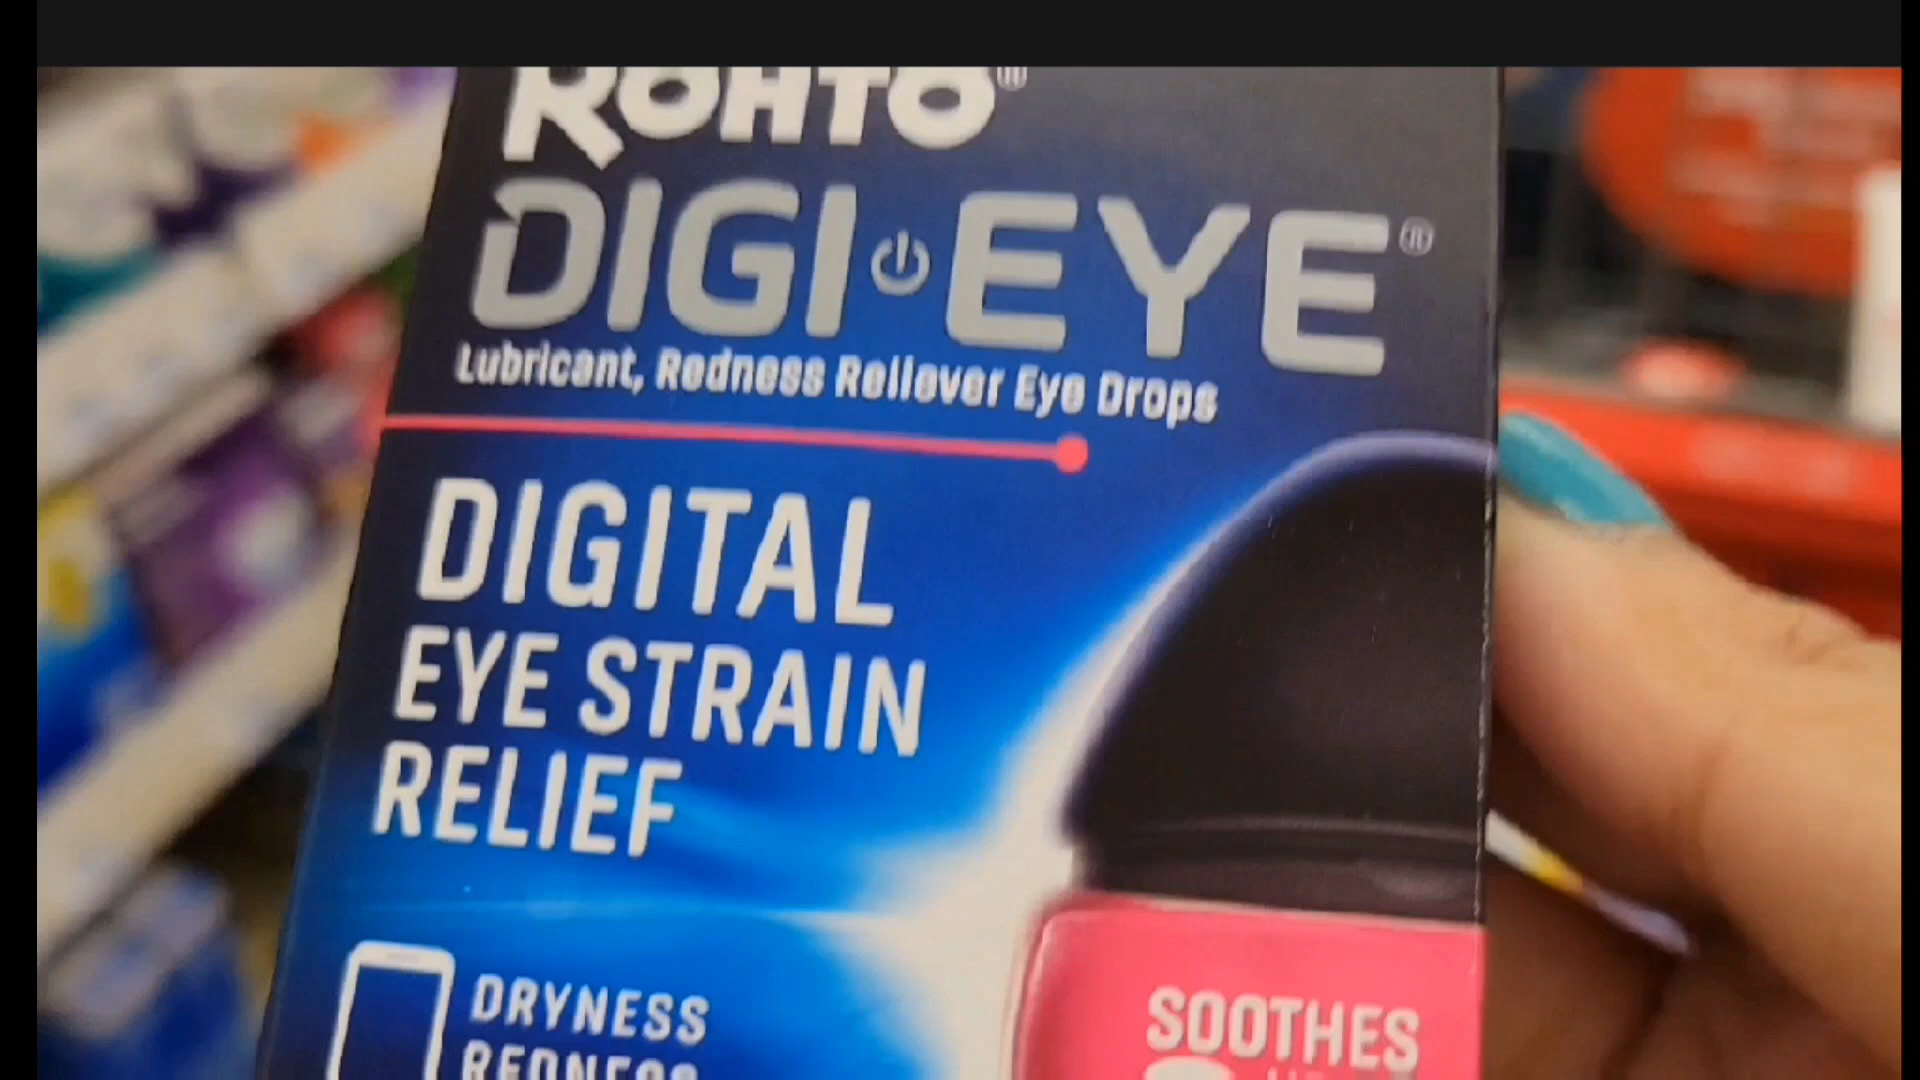 ROHTO®
DIGI EYE®
Lubricant, Redness Reliever Eye Drops
DIGITAL
EYE STRAIN
RELIEF
DRYNESS
REDNESS
SOOTHES